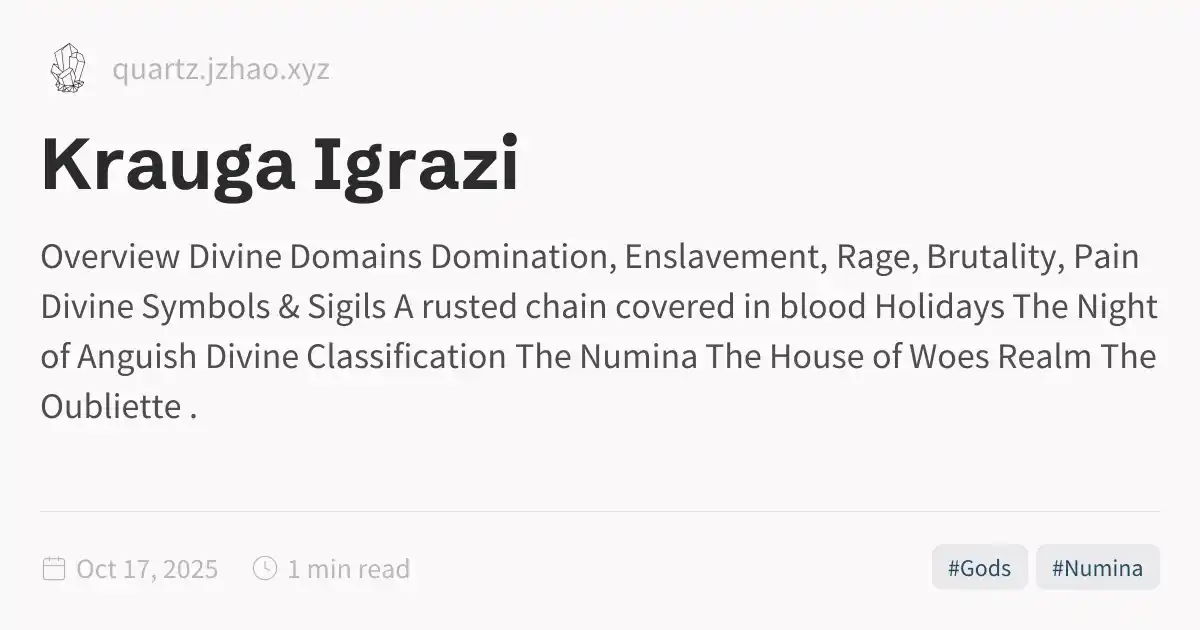 quartz.jzhao.xyz
Krauga Igrazi
Overview Divine Domains Domination, Enslavement, Rage, Brutality, Pain
Divine Symbols & Sigils A rusted chain covered in blood Holidays The Night
of Anguish Divine Classification The Numina The House of Woes Realm The
Oubliette .
Oct 17, 2025
1 min read
#Gods
#Numina